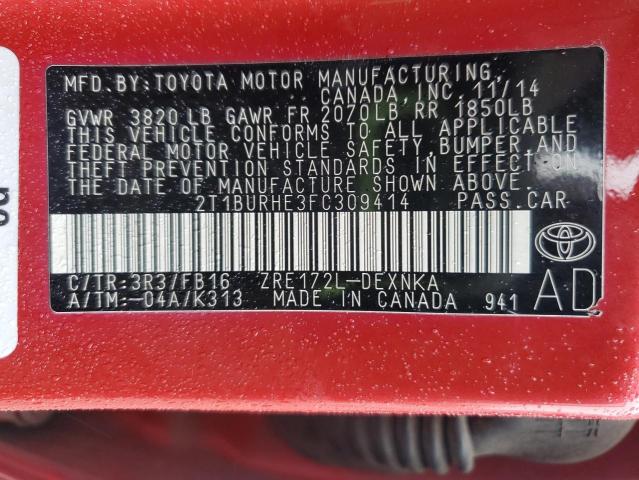 MFD.BY:TOYOTA MOTOR MANUFACTURING,
CANADA,INC. 11/14
GVWR 3820 LB GAWR FR 2070LB RR 1850LB
THIS VEHICLE CONFORMS TO ALL APPLICABLE
FEDERAL MOTOR VEHICLE SAFETY,BUMPER,AND
THEFT PREVENTION STANDARDS IN EFFECT ON
THE DATE OF MANUFACTURE SHOWN ABOVE.
2T1BURHE3FC309414 PASS.CAR
C/TR:3R3/FB16 ZRE172L-DEXNKA
A/TM:-04A/K313 MADE IN CANADA 941
AD